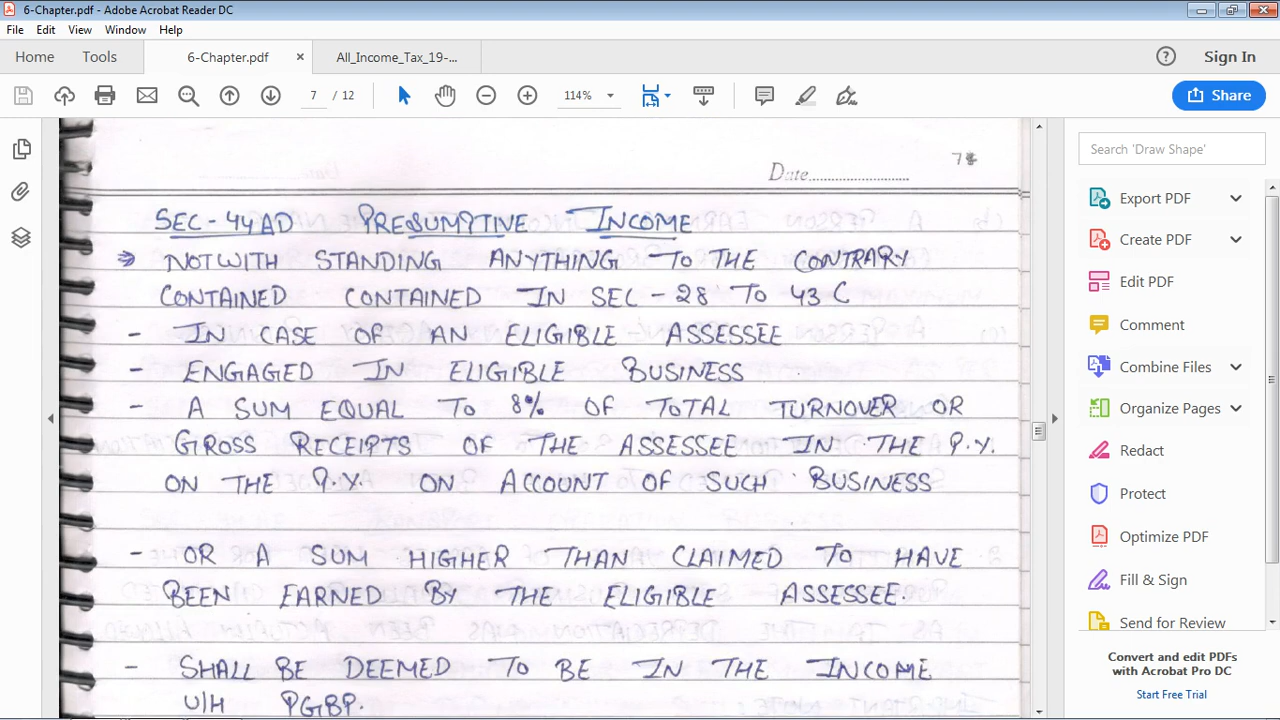 6-Chapter.pdf - Adobe Acrobat Reader DC
File Edit View Window Help
Home Tools 6-Chapter.pdf × All_Income_Tax_19-... Sign In
7 / 12 114% Share
Date
SEC-44AD PRESUMPTIVE INCOME
NOTWITH STANDING ANYTHING TO THE CONTRARY
CONTAINED CONTAINED IN SEC-28 TO 43 C
- IN CASE OF AN ELIGIBLE ASSESSEE
- ENGAGED IN ELIGIBLE BUSINESS
- A SUM EQUAL TO 8% OF TOTAL TURNOVER OR
GROSS RECEIPTS OF THE ASSESSEE IN THE P.Y.
ON THE P.Y. ON ACCOUNT OF SUCH BUSINESS
- OR A SUM HIGHER THAN CLAIMED TO HAVE
BEEN EARNED BY THE ELIGIBLE ASSESSEE.
- SHALL BE DEEMED TO BE IN THE INCOME
U/H PGBP.
Search 'Draw Shape'
Export PDF
Create PDF
Edit PDF
Comment
Combine Files
Organize Pages
Redact
Protect
Optimize PDF
Fill & Sign
Send for Review
Convert and edit PDFs
with Acrobat Pro DC
Start Free Trial